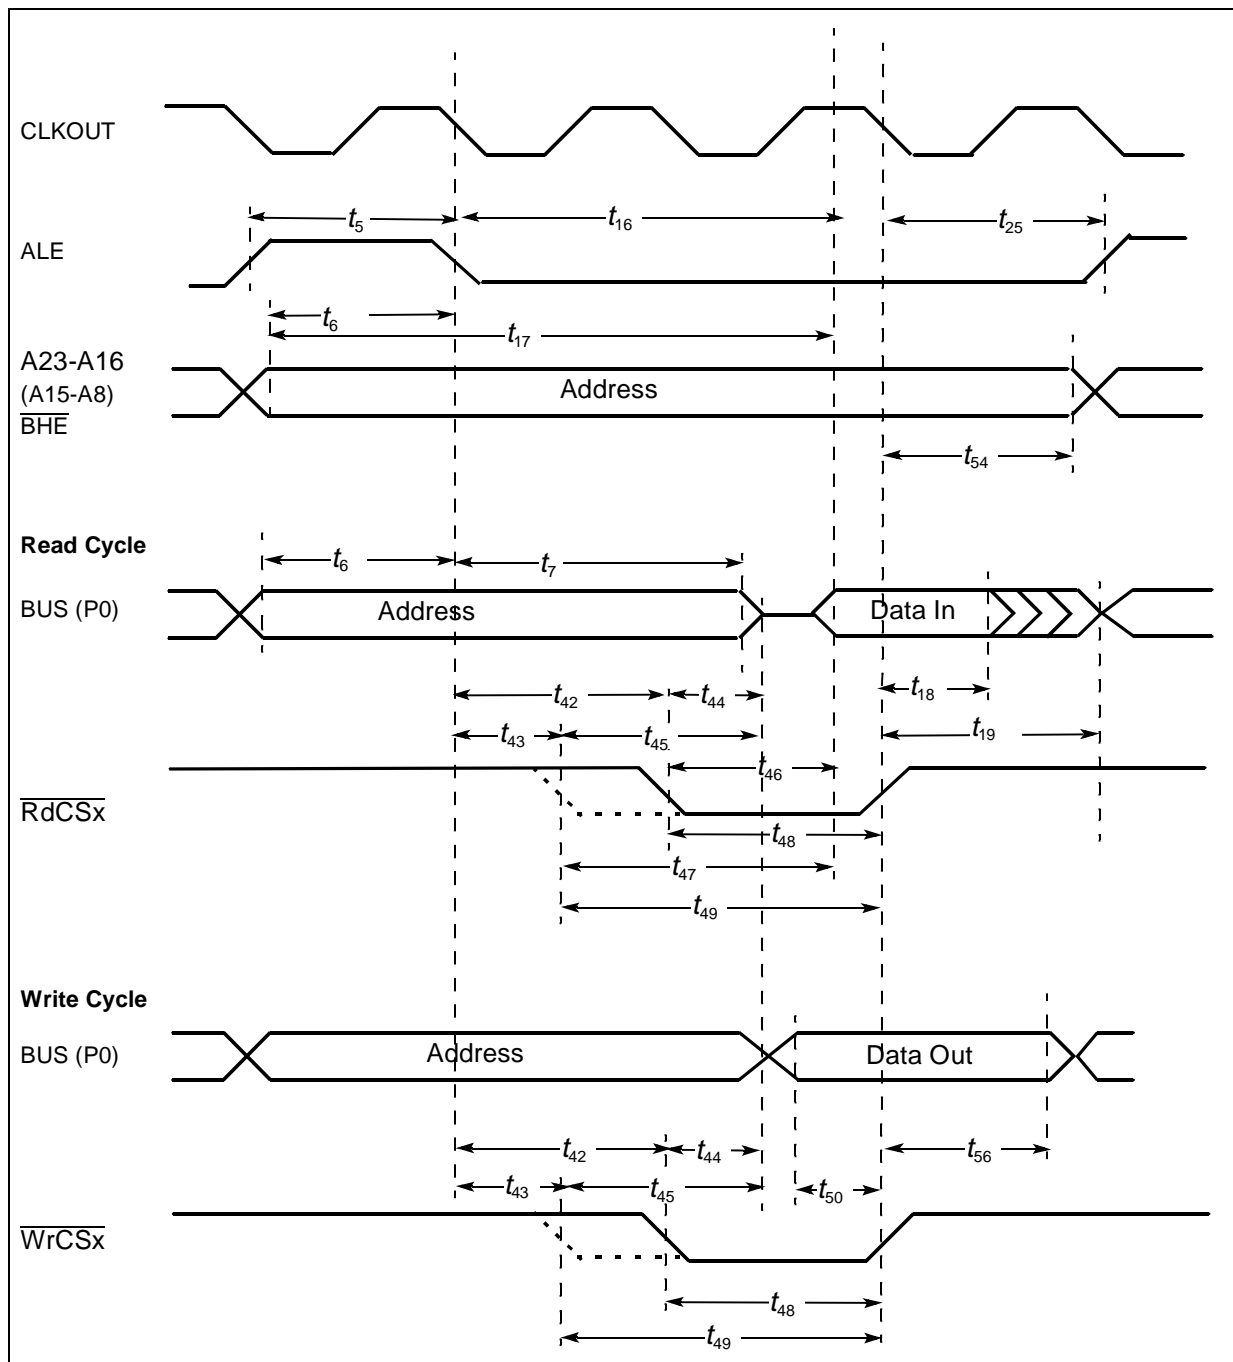 CLKOUT
t5
t16
t25
ALE
t6
t17
A23-A16
(A15-A8)
Address
BHE
t54
Read Cycle
t6
t7
BUS (P0)
Address
Data In
t42
t44
t18
t43
t45
t19
t46
RdCSx
t48
t47
t49
Write Cycle
BUS (P0)
Address
Data Out
t42
t44
t56
t43
t45
t50
WrCSx
t48
t49